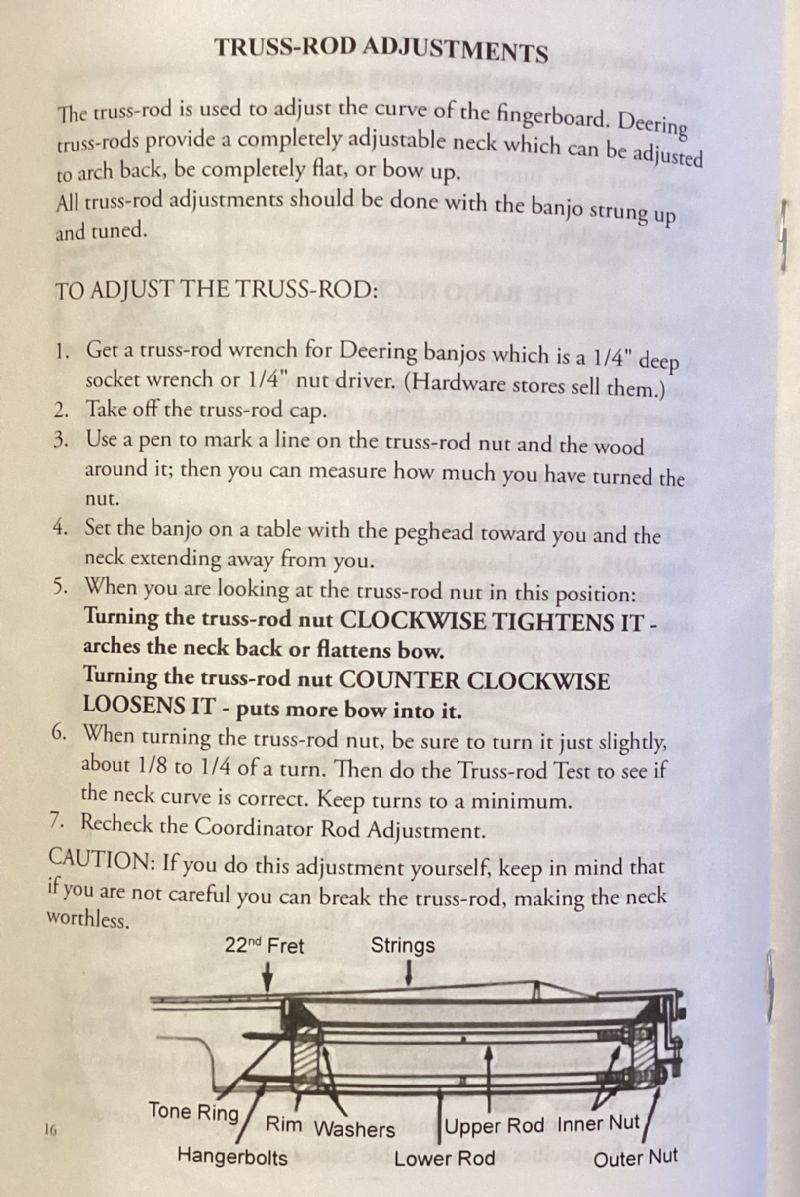 TRUSS-ROD ADJUSTMENTS
The truss-rod is used to adjust the curve of the fingerboard. Deering
truss-rods provide a completely adjustable neck which can be adjusted
to arch back, be completely flat, or bow up.
All truss-rod adjustments should be done with the banjo strung up
and tuned.
TO ADJUST THE TRUSS-ROD:
1. Get a truss-rod wrench for Deering banjos which is a 1/4" deep
socket wrench or 1/4" nut driver. (Hardware stores sell them.)
2. Take off the truss-rod cap.
3. Use a pen to mark a line on the truss-rod nut and the wood
around it; then you can measure how much you have turned the
nut.
4. Set the banjo on a table with the peghead toward you and the
neck extending away from you.
5. When you are looking at the truss-rod nut in this position:
Turning the truss-rod nut CLOCKWISE TIGHTENS IT -
arches the neck back or flattens bow.
Turning the truss-rod nut COUNTER CLOCKWISE
LOOSENS IT - puts more bow into it.
6. When turning the truss-rod nut, be sure to turn it just slightly,
about 1/8 to 1/4 of a turn. Then do the Truss-rod Test to see if
the neck curve is correct. Keep turns to a minimum.
7. Recheck the Coordinator Rod Adjustment.
CAUTION: If you do this adjustment yourself, keep in mind that
if you are not careful you can break the truss-rod, making the neck
worthless.
22nd Fret Strings
Tone Ring Rim Washers Upper Rod Inner Nut
Hangerbolts Lower Rod Outer Nut
16